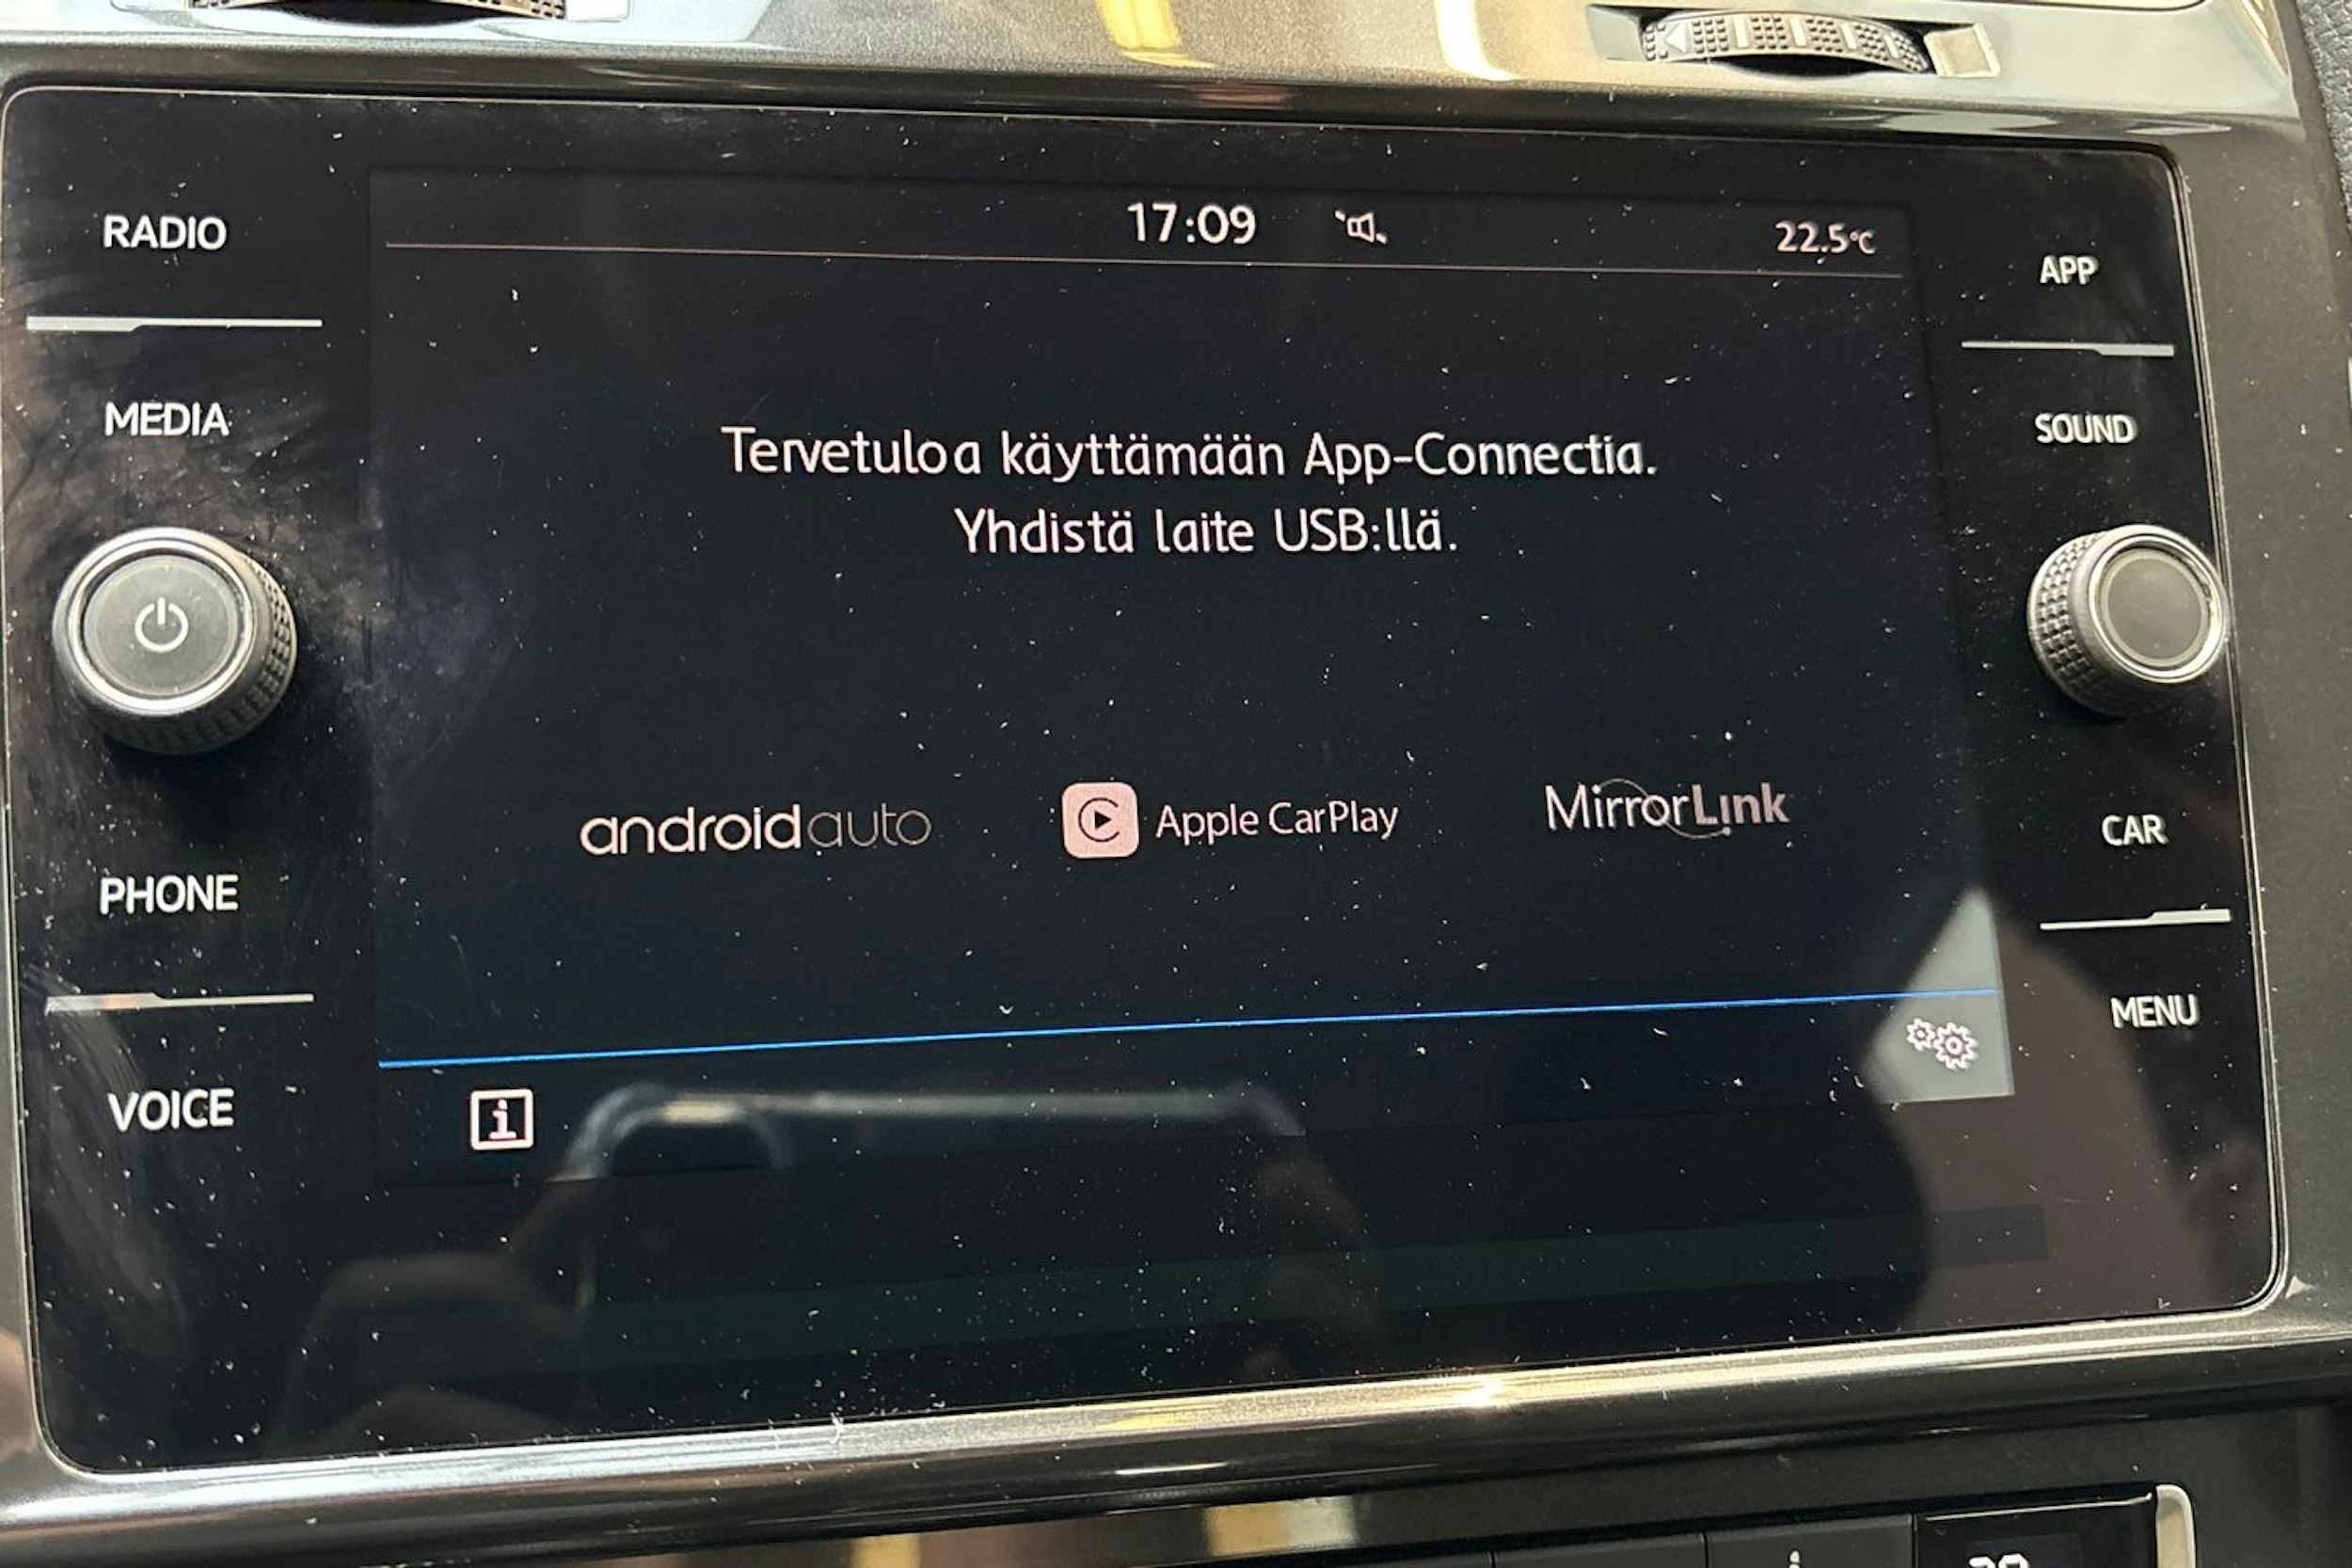 17:09
22.5°C
RADIO
MEDIA
PHONE
VOICE
Tervetuloa käyttämään App-Connectia.
Yhdistä laite USB:llä.
androidauto
Apple CarPlay
MirrorLink
i
APP
SOUND
CAR
MENU